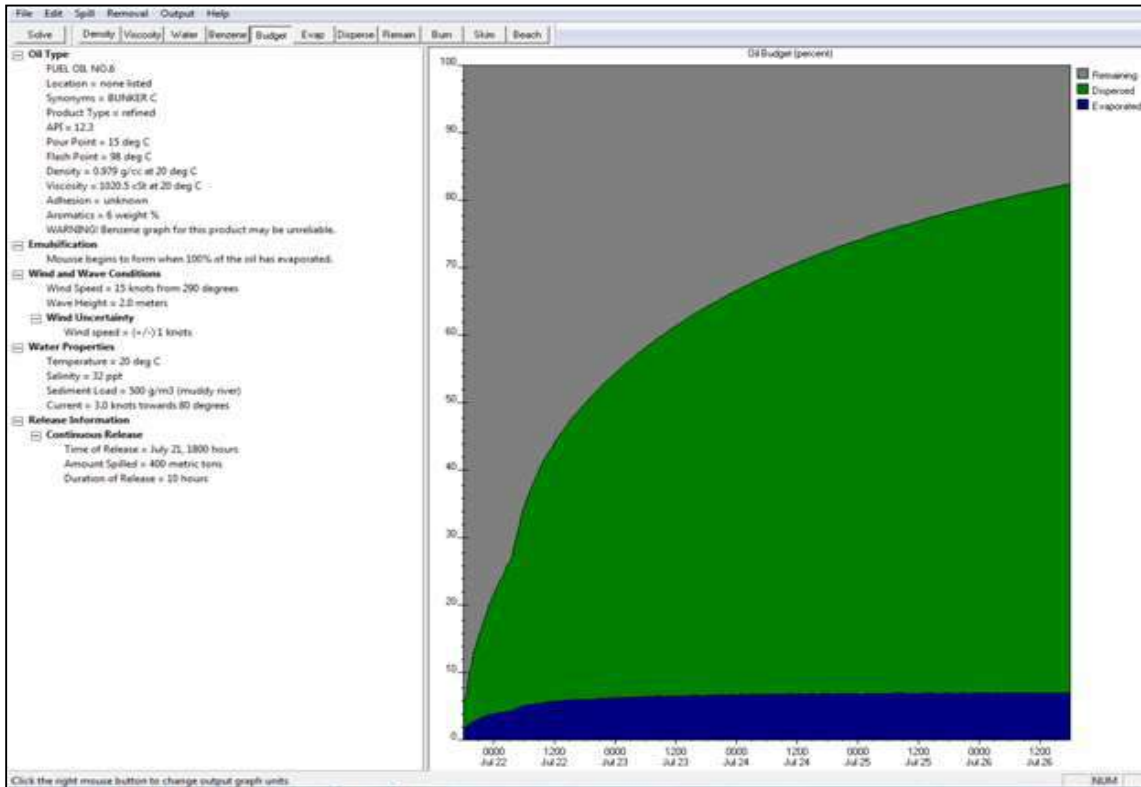 File Edit Spill Removal Output Help
Solve Density Viscosity Water Benzene Budget Evap Disperse Remain Burn Skim Beach
Oil Type
FUEL OIL NO.6
Location = none listed
Synonyms = BUNKER C
Product Type = refined
API = 12.3
Pour Point = 15 deg C
Flash Point = 98 deg C
Density = 0.979 g/cc at 20 deg C
Viscosity = 1020.5 cSt at 20 deg C
Adhesion = unknown
Aromatics = 6 weight %
WARNING! Benzene graph for this product may be unreliable.
Emulsification
Mousse begins to form when 100% of the oil has evaporated.
Wind and Wave Conditions
Wind Speed = 15 knots from 290 degrees
Wave Height = 2.0 meters
Wind Uncertainty
Wind speed = (+/-) 1 knots
Water Properties
Temperature = 20 deg C
Salinity = 32 ppt
Sediment Load = 500 g/m3 (muddy river)
Current = 3.0 knots towards 80 degrees
Release Information
Continuous Release
Time of Release = July 21, 1800 hours
Amount Spilled = 400 metric tons
Duration of Release = 10 hours
Oil Budget (percent)
100
90
80
70
60
50
40
30
20
10
0
0000 1200 0000 1200 0000 1200 0000 1200 0000 1200
Jul 22 Jul 22 Jul 23 Jul 23 Jul 24 Jul 24 Jul 25 Jul 25 Jul 26 Jul 26
Remaining
Dispersed
Evaporated
Click the right mouse button to change output graph units
NUM